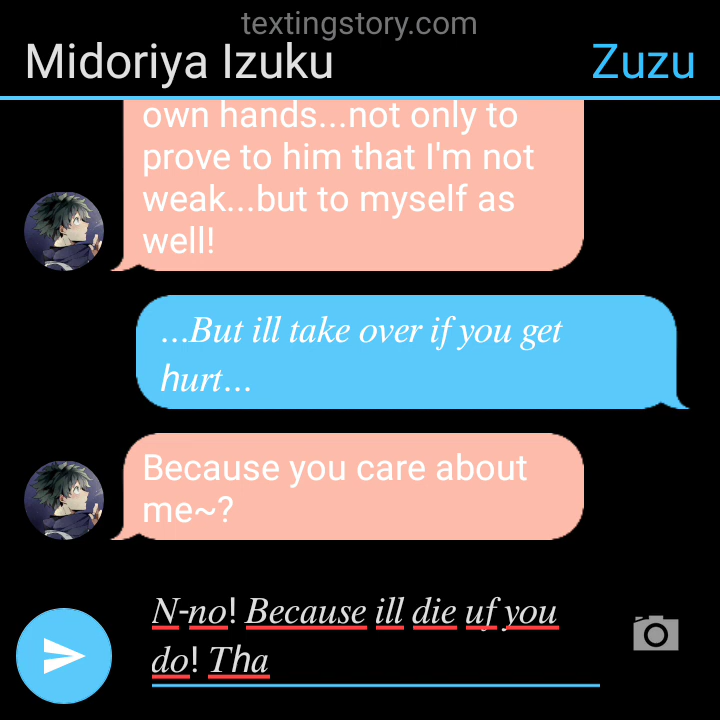 textingstory.com
Midoriya Izuku
Zuzu
own hands...not only to
prove to him that I'm not
weak...but to myself as
well!
...But ill take over if you get
hurt...
Because you care about
me~?
N-no! Because ill die uf you
do! Tha